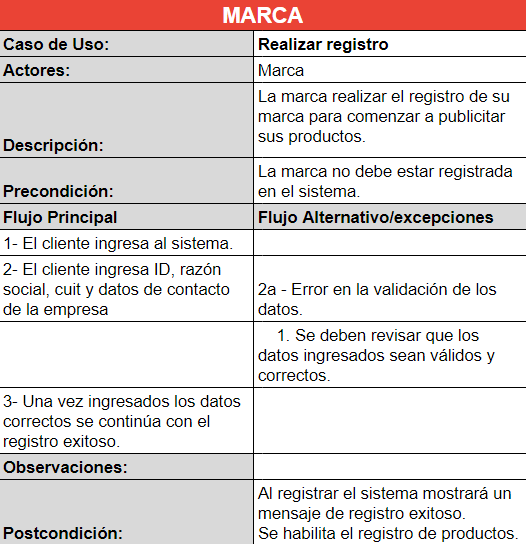 MARCA
Caso de Uso:
Realizar registro
Actores:
Marca
Descripción:
La marca realizar el registro de su
marca para comenzar a publicitar
sus productos.
Precondición:
La marca no debe estar registrada
en el sistema.
Flujo Principal
Flujo Alternativo/excepciones
1- El cliente ingresa al sistema.
2- El cliente ingresa ID, razón
social, cuit y datos de contacto
de la empresa
2a - Error en la validación de los
datos.
1. Se deben revisar que los
datos ingresados sean válidos y
correctos.
3- Una vez ingresados los datos
correctos se continúa con el
registro exitoso.
Observaciones:
Postcondición:
Al registrar el sistema mostrará un
mensaje de registro exitoso.
Se habilita el registro de productos.